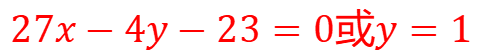 27x − 4y − 23 = 0或y = 1